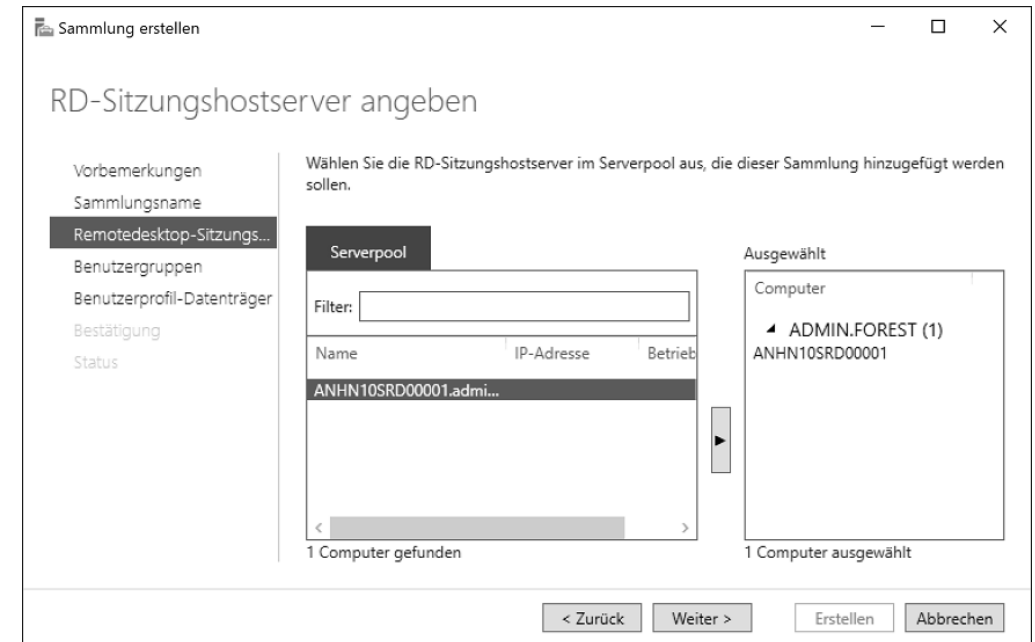 Sammlung erstellen
RD-Sitzungshostserver angeben
Vorbemerkungen
Sammlungsname
Remotedesktop-Sitzungs...
Benutzergruppen
Benutzerprofil-Datenträger
Bestätigung
Status
Wählen Sie die RD-Sitzungshostserver im Serverpool aus, die dieser Sammlung hinzugefügt werden
sollen.
Serverpool
Filter:
Name IP-Adresse Betrieb
ANHN10SRD00001.admi...
1 Computer gefunden
Ausgewählt
Computer
ADMIN.FOREST (1)
ANHN10SRD00001
1 Computer ausgewählt
< Zurück Weiter > Erstellen Abbrechen